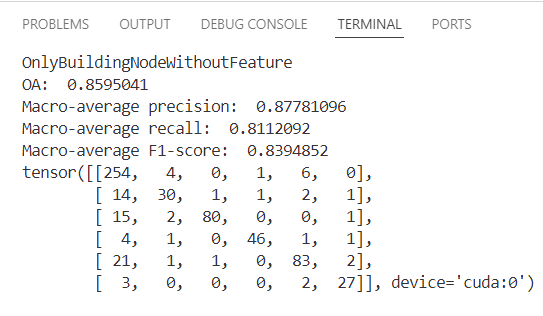 PROBLEMS OUTPUT DEBUG CONSOLE TERMINAL PORTS
OnlyBuildingNodeWithoutFeature
OA:  0.8595041
Macro-average precision:  0.87781096
Macro-average recall:  0.8112092
Macro-average F1-score:  0.8394852
tensor([[254,   4,   0,   1,   6,   0],
        [ 14,  30,   1,   1,   2,   1],
        [ 15,   2,  80,   0,   0,   1],
        [  4,   1,   0,  46,   1,   1],
        [ 21,   1,   1,   0,  83,   2],
        [  3,   0,   0,   0,   2,  27]], device='cuda:0')